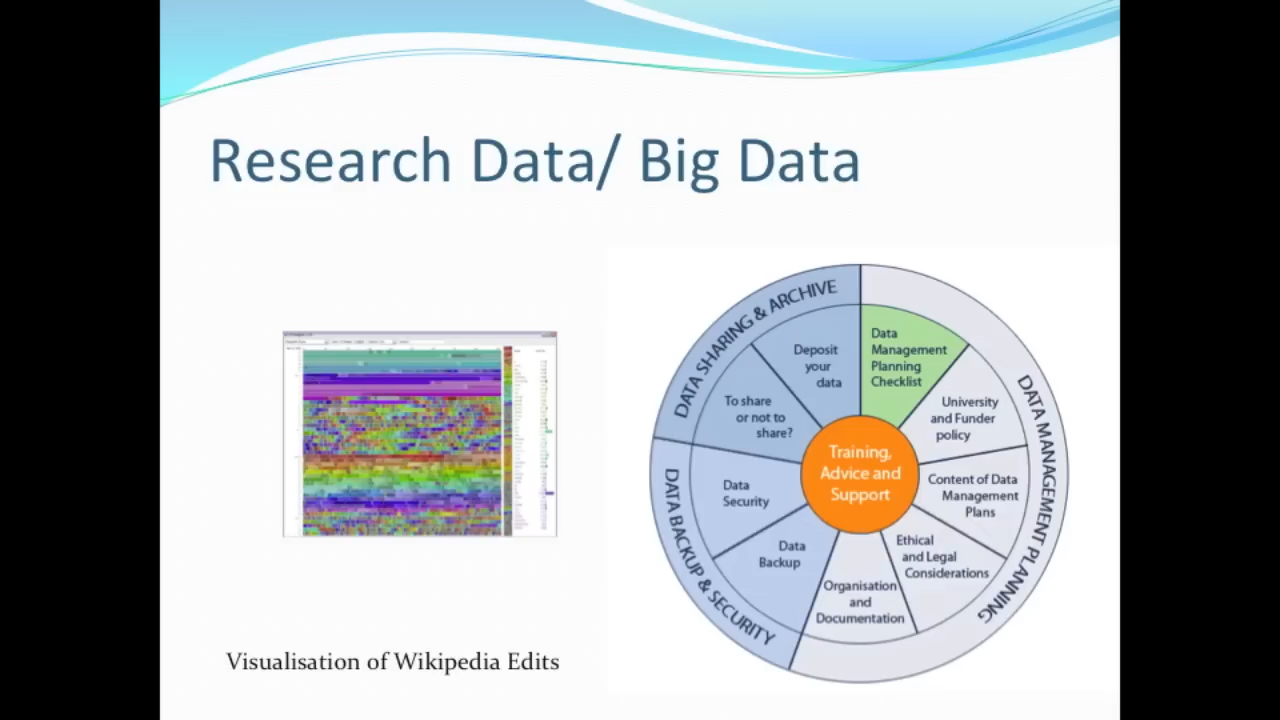 Research Data/ Big Data
Visualisation of Wikipedia Edits
DATA SHARING & ARCHIVE
Deposit
your
data
To share
or not to
share?
DATA BACKUP & SECURITY
Data
Security
Data
Backup
DATA MANAGEMENT PLANNING
Data
Management
Planning
Checklist
University
and Funder
policy
Content of Data
Management
Plans
Ethical
and Legal
Considerations
Organisation
and
Documentation
Training,
Advice and
Support